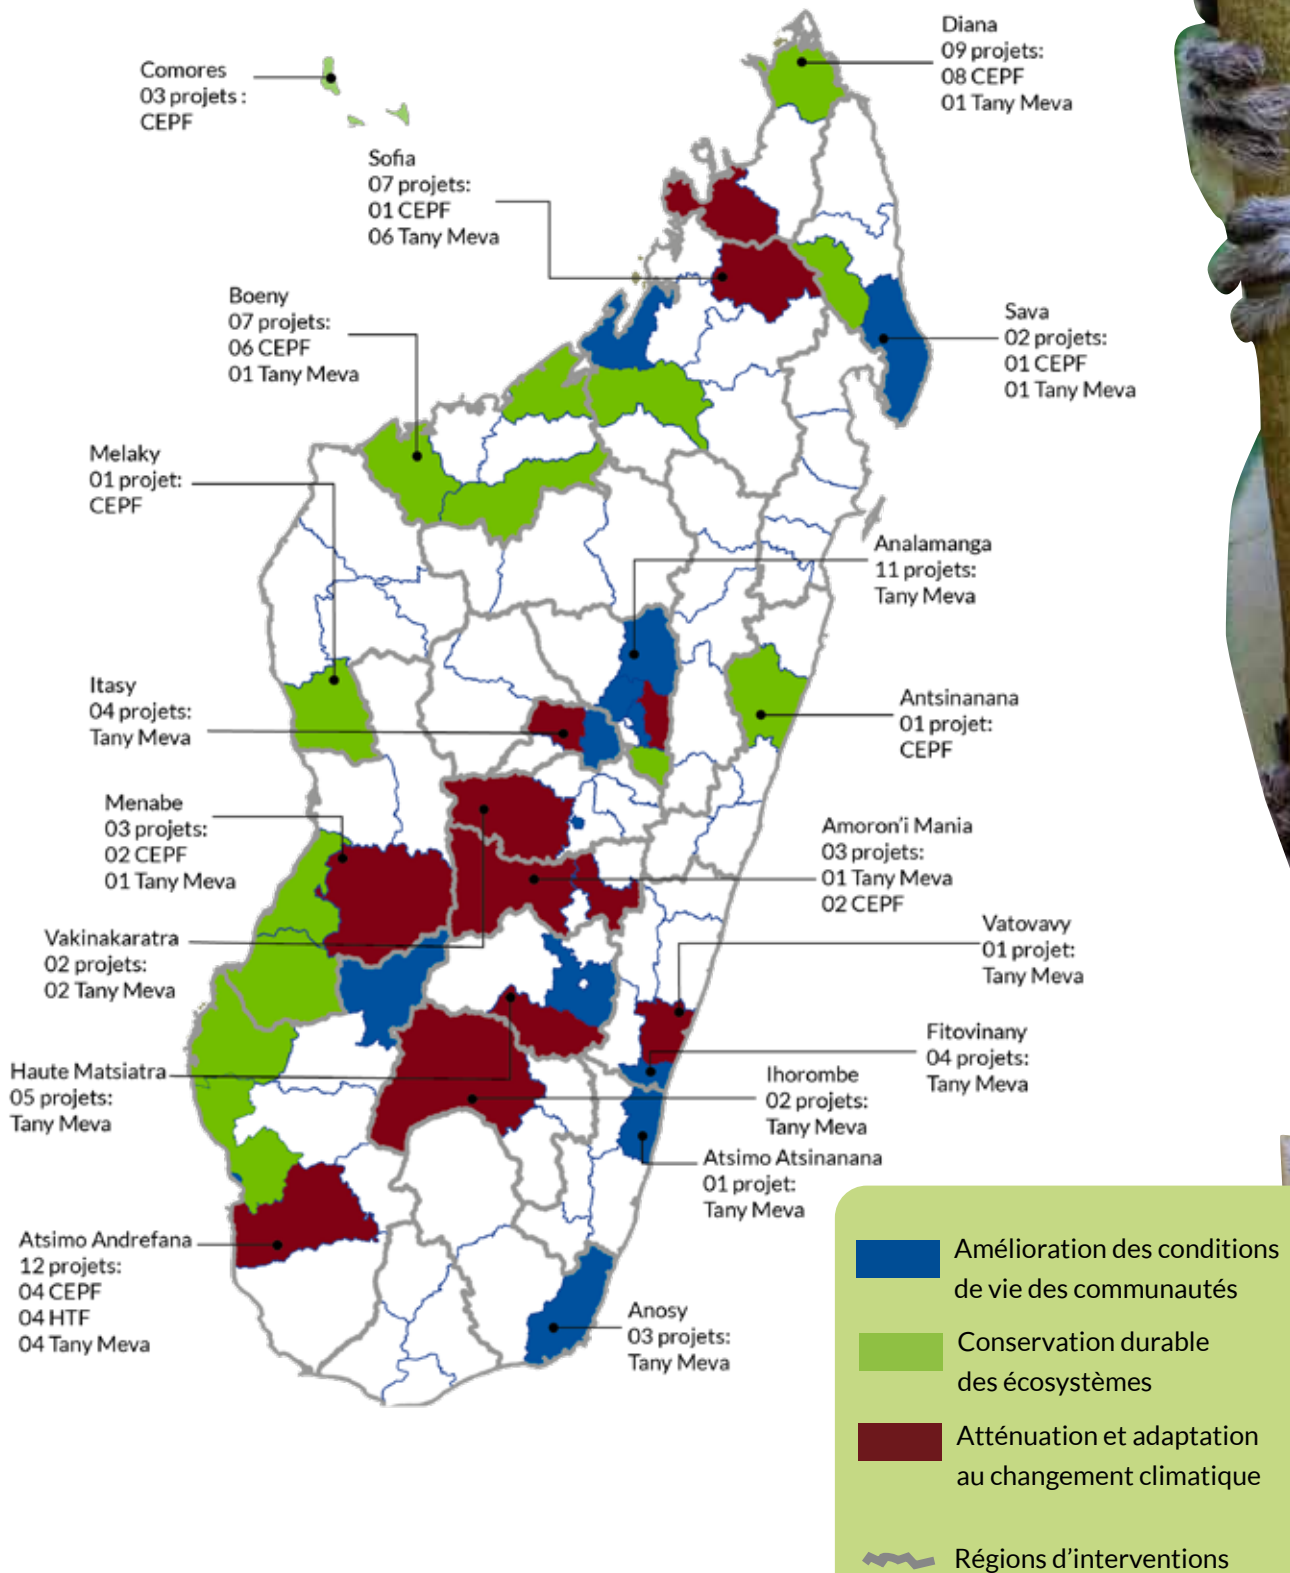 Diana
09 projets:
08 CEPF
01 Tany Meva
Comores
03 projets :
CEPF
Sofia
07 projets:
01 CEPF
06 Tany Meva
Boeny
07 projets:
06 CEPF
01 Tany Meva
Sava
02 projets:
01 CEPF
01 Tany Meva
Melaky
01 projet:
CEPF
Analamanga
11 projets:
Tany Meva
Itasy
04 projets:
Tany Meva
Antsinanana
01 projet:
CEPF
Menabe
03 projets:
02 CEPF
01 Tany Meva
Amoron'i Mania
03 projets:
01 Tany Meva
02 CEPF
Vakinakaratra
02 projets:
02 Tany Meva
Vatovavy
01 projet:
Tany Meva
Fitovinany
04 projets:
Tany Meva
Haute Matsiatra
05 projets:
Tany Meva
Ihorombe
02 projets:
Tany Meva
Atsimo Atsinanana
01 projet:
Tany Meva
Atsimo Andrefana
12 projets:
04 CEPF
04 HTF
04 Tany Meva
Anosy
03 projets:
Tany Meva
Amélioration des conditions
de vie des communautés
Conservation durable
des écosystèmes
Atténuation et adaptation
au changement climatique
Régions d'interventions